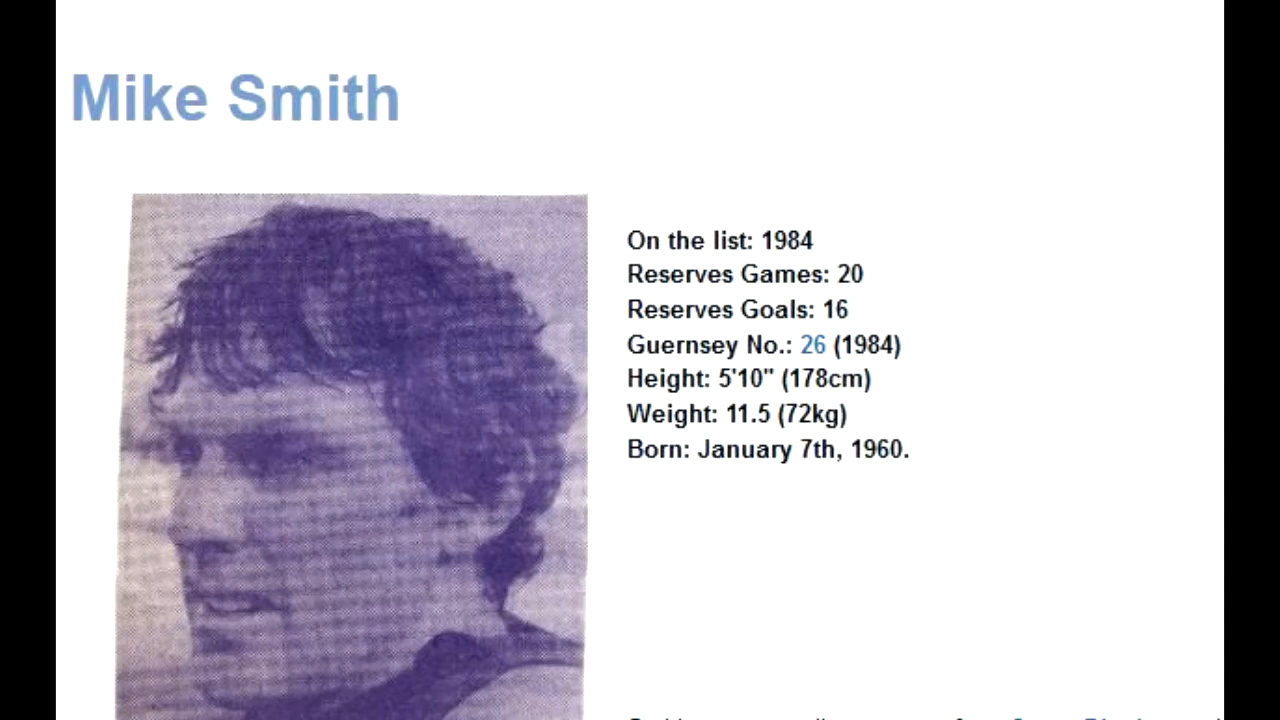 Mike Smith
On the list: 1984
Reserves Games: 20
Reserves Goals: 16
Guernsey No.: 26 (1984)
Height: 5'10" (178cm)
Weight: 11.5 (72kg)
Born: January 7th, 1960.